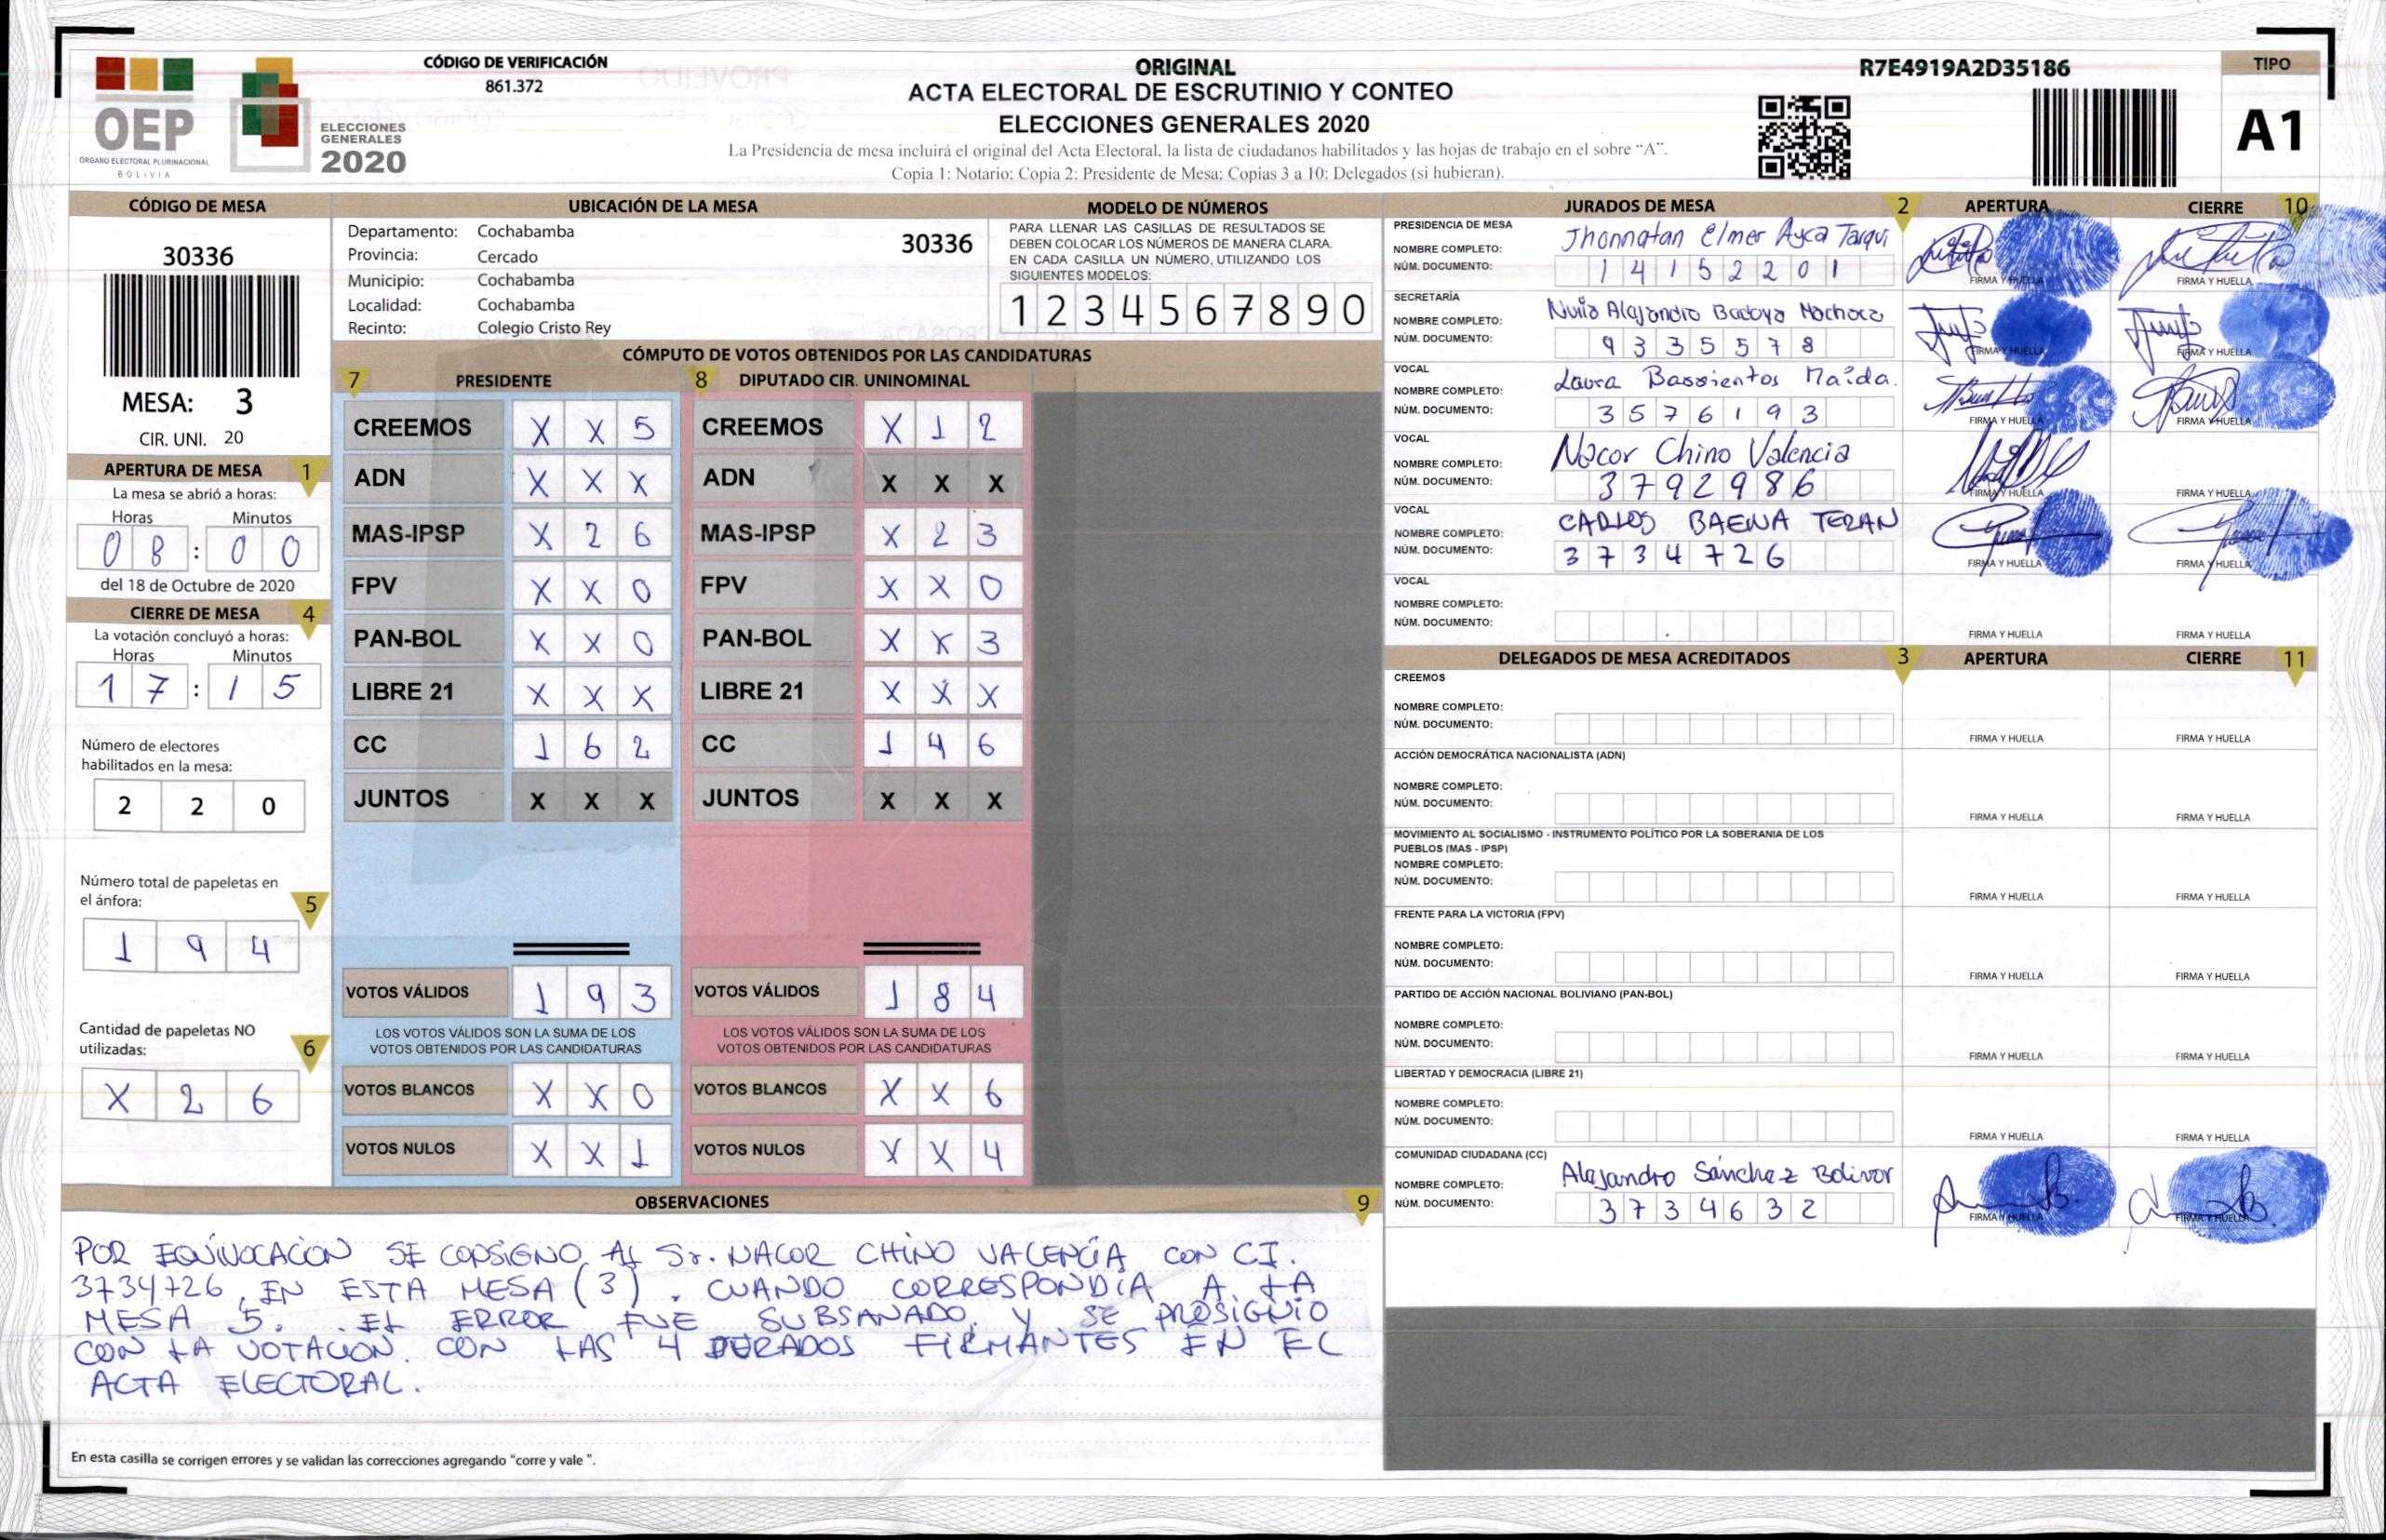 OEP
ÓRGANO ELECTORAL PLURINACIONAL
BOLIVIA
ELECCIONES
GENERALES
2020
CÓDIGO DE VERIFICACIÓN
861.372
ORIGINAL
ACTA ELECTORAL DE ESCRUTINIO Y CONTEO
ELECCIONES GENERALES 2020
La Presidencia de mesa incluirá el original del Acta Electoral, la lista de ciudadanos habilitados y las hojas de trabajo en el sobre "A".
Copia 1: Notario; Copia 2: Presidente de Mesa; Copias 3 a 10: Delegados (si hubieran).
R7E4919A2D35186
TIPO
A1
CÓDIGO DE MESA
30336
MESA: 3
CIR. UNI. 20
APERTURA DE MESA 1
La mesa se abrió a horas:
Horas Minutos
0 8 : 0 0
del 18 de Octubre de 2020
CIERRE DE MESA 4
La votación concluyó a horas:
Horas Minutos
1 7 : 1 5
Número de electores
habilitados en la mesa:
2 2 0
Número total de papeletas en
el ánfora: 5
1 9 4
Cantidad de papeletas NO
utilizadas: 6
X 2 6
UBICACIÓN DE LA MESA
Departamento: Cochabamba 30336
Provincia: Cercado
Municipio: Cochabamba
Localidad: Cochabamba
Recinto: Colegio Cristo Rey
MODELO DE NÚMEROS
PARA LLENAR LAS CASILLAS DE RESULTADOS SE
DEBEN COLOCAR LOS NÚMEROS DE MANERA CLARA.
EN CADA CASILLA UN NÚMERO, UTILIZANDO LOS
SIGUIENTES MODELOS:
1 2 3 4 5 6 7 8 9 0
CÓMPUTO DE VOTOS OBTENIDOS POR LAS CANDIDATURAS
7 PRESIDENTE 8 DIPUTADO CIR. UNINOMINAL
CREEMOS X X 5 CREEMOS X 1 2
ADN X X X ADN X X X
MAS-IPSP X 2 6 MAS-IPSP X 2 3
FPV X X 0 FPV X X 0
PAN-BOL X X 0 PAN-BOL X X 3
LIBRE 21 X X X LIBRE 21 X X X
CC 1 6 2 CC 1 4 6
JUNTOS X X X JUNTOS X X X
VOTOS VÁLIDOS 1 9 3 VOTOS VÁLIDOS 1 8 4
LOS VOTOS VÁLIDOS SON LA SUMA DE LOS LOS VOTOS VÁLIDOS SON LA SUMA DE LOS
VOTOS OBTENIDOS POR LAS CANDIDATURAS VOTOS OBTENIDOS POR LAS CANDIDATURAS
VOTOS BLANCOS X X 0 VOTOS BLANCOS X X 6
VOTOS NULOS X X 1 VOTOS NULOS X X 4
OBSERVACIONES 9
POR EQUIVOCACION SE CONSIGNO AL Sr. NACOR CHINO VALENCIA CON CI.
3734726, EN ESTA MESA (3). CUANDO CORRESPONDIA A LA
MESA 5. EL ERROR FUE SUBSANADO, Y SE PROSIGUIO
CON LA VOTACION. CON LAS 4 FIRMANTES EN EL
ACTA ELECTORAL.
En esta casilla se corrigen errores y se validan las correcciones agregando "corre y vale".
JURADOS DE MESA 2 APERTURA CIERRE 10
PRESIDENCIA DE MESA
NOMBRE COMPLETO: Jhonnatan Elmer Ayca Tarqui
NÚM. DOCUMENTO: 1 4 1 5 2 2 0 1 FIRMA Y HUELLA FIRMA Y HUELLA
SECRETARÍA
NOMBRE COMPLETO: Alejandro
NÚM. DOCUMENTO: 9 3 3 5 5 7 8 FIRMA Y HUELLA FIRMA Y HUELLA
VOCAL
NOMBRE COMPLETO: Laura Barrientos Maida.
NÚM. DOCUMENTO: 3 5 7 6 1 9 3 FIRMA Y HUELLA FIRMA Y HUELLA
VOCAL
NOMBRE COMPLETO: Nacor Chino Valencia
NÚM. DOCUMENTO: 3 7 9 2 9 8 6 FIRMA Y HUELLA FIRMA Y HUELLA
VOCAL
NOMBRE COMPLETO: CARLOS BAENA TERAN
NÚM. DOCUMENTO: 3 7 3 4 7 2 6 FIRMA Y HUELLA FIRMA Y HUELLA
VOCAL
NOMBRE COMPLETO:
NÚM. DOCUMENTO: FIRMA Y HUELLA FIRMA Y HUELLA
DELEGADOS DE MESA ACREDITADOS 3 APERTURA CIERRE 11
CREEMOS
NOMBRE COMPLETO:
NÚM. DOCUMENTO: FIRMA Y HUELLA FIRMA Y HUELLA
ACCIÓN DEMOCRÁTICA NACIONALISTA (ADN)
NOMBRE COMPLETO:
NÚM. DOCUMENTO: FIRMA Y HUELLA FIRMA Y HUELLA
MOVIMIENTO AL SOCIALISMO - INSTRUMENTO POLÍTICO POR LA SOBERANIA DE LOS
PUEBLOS (MAS - IPSP)
NOMBRE COMPLETO:
NÚM. DOCUMENTO: FIRMA Y HUELLA FIRMA Y HUELLA
FRENTE PARA LA VICTORIA (FPV)
NOMBRE COMPLETO:
NÚM. DOCUMENTO: FIRMA Y HUELLA FIRMA Y HUELLA
PARTIDO DE ACCIÓN NACIONAL BOLIVIANO (PAN-BOL)
NOMBRE COMPLETO:
NÚM. DOCUMENTO: FIRMA Y HUELLA FIRMA Y HUELLA
LIBERTAD Y DEMOCRACIA (LIBRE 21)
NOMBRE COMPLETO:
NÚM. DOCUMENTO: FIRMA Y HUELLA FIRMA Y HUELLA
COMUNIDAD CIUDADANA (CC)
NOMBRE COMPLETO: Alejandro Sánchez Bolivar
NÚM. DOCUMENTO: 3 7 3 4 6 3 2 FIRMA Y HUELLA FIRMA Y HUELLA